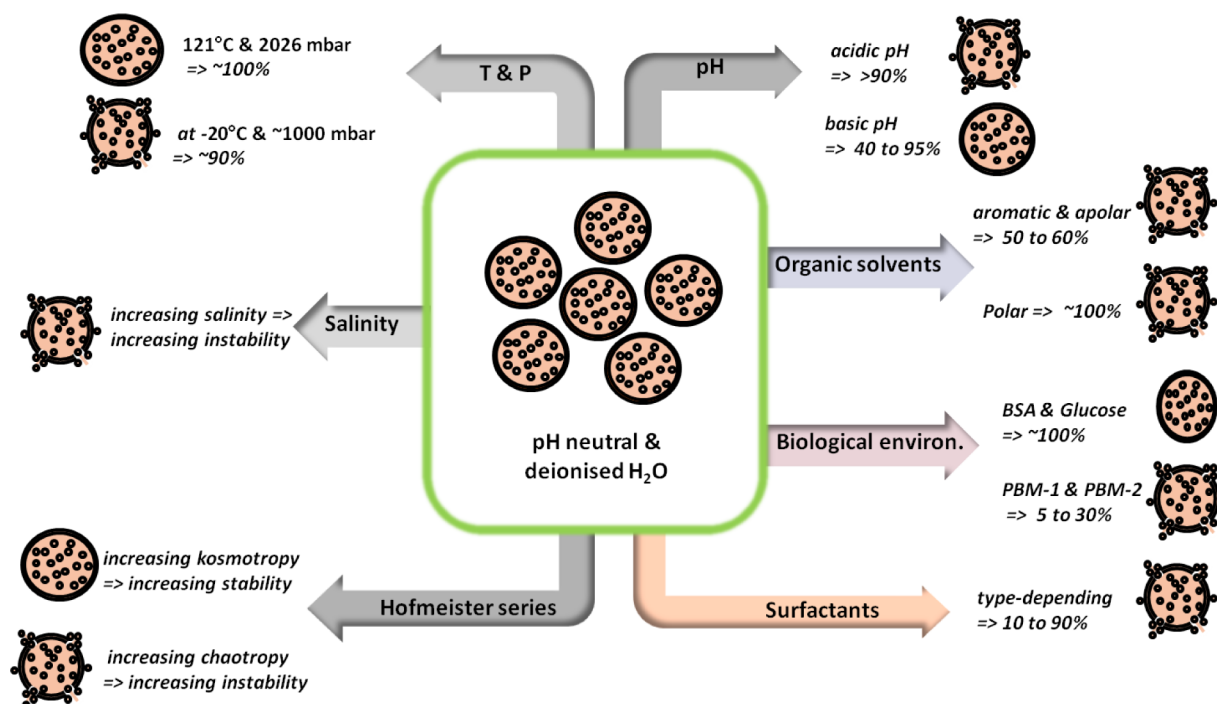 121°C & 2026 mbar
=> ~100%
at -20°C & ~1000 mbar
=> ~90%
T & P
pH
acidic pH
=> >90%
basic pH
=> 40 to 95%
aromatic & apolar
=> 50 to 60%
Organic solvents
Polar => ~100%
increasing salinity =>
increasing instability
Salinity
pH neutral &
deionised H₂O
BSA & Glucose
=> ~100%
Biological environ.
PBM-1 & PBM-2
=> 5 to 30%
increasing kosmotropy
=> increasing stability
Hofmeister series
increasing chaotropy
=> increasing instability
Surfactants
type-depending
=> 10 to 90%